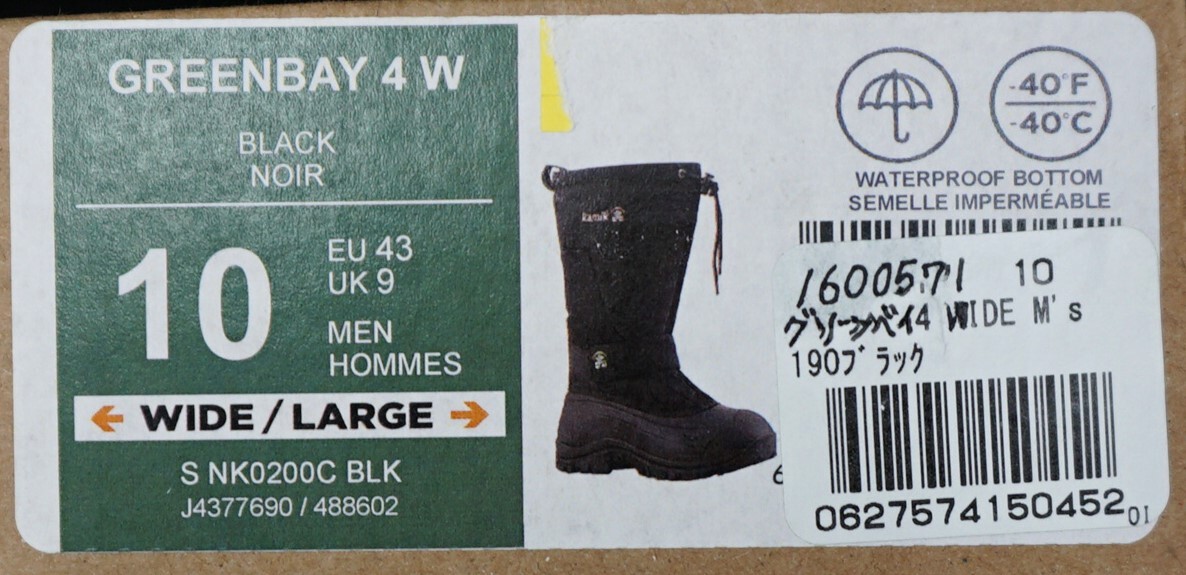 GREENBAY 4 W
BLACK
NOIR
10
EU 43
UK 9
MEN
HOMMES
WIDE / LARGE
S NK0200C BLK
J4377690 / 488602
kamik
-40°F
-40°C
WATERPROOF BOTTOM
SEMELLE IMPERMÉABLE
1600571 10
グリーンベイ4 WIDE M's
190ブラック
0627574150452
01
6